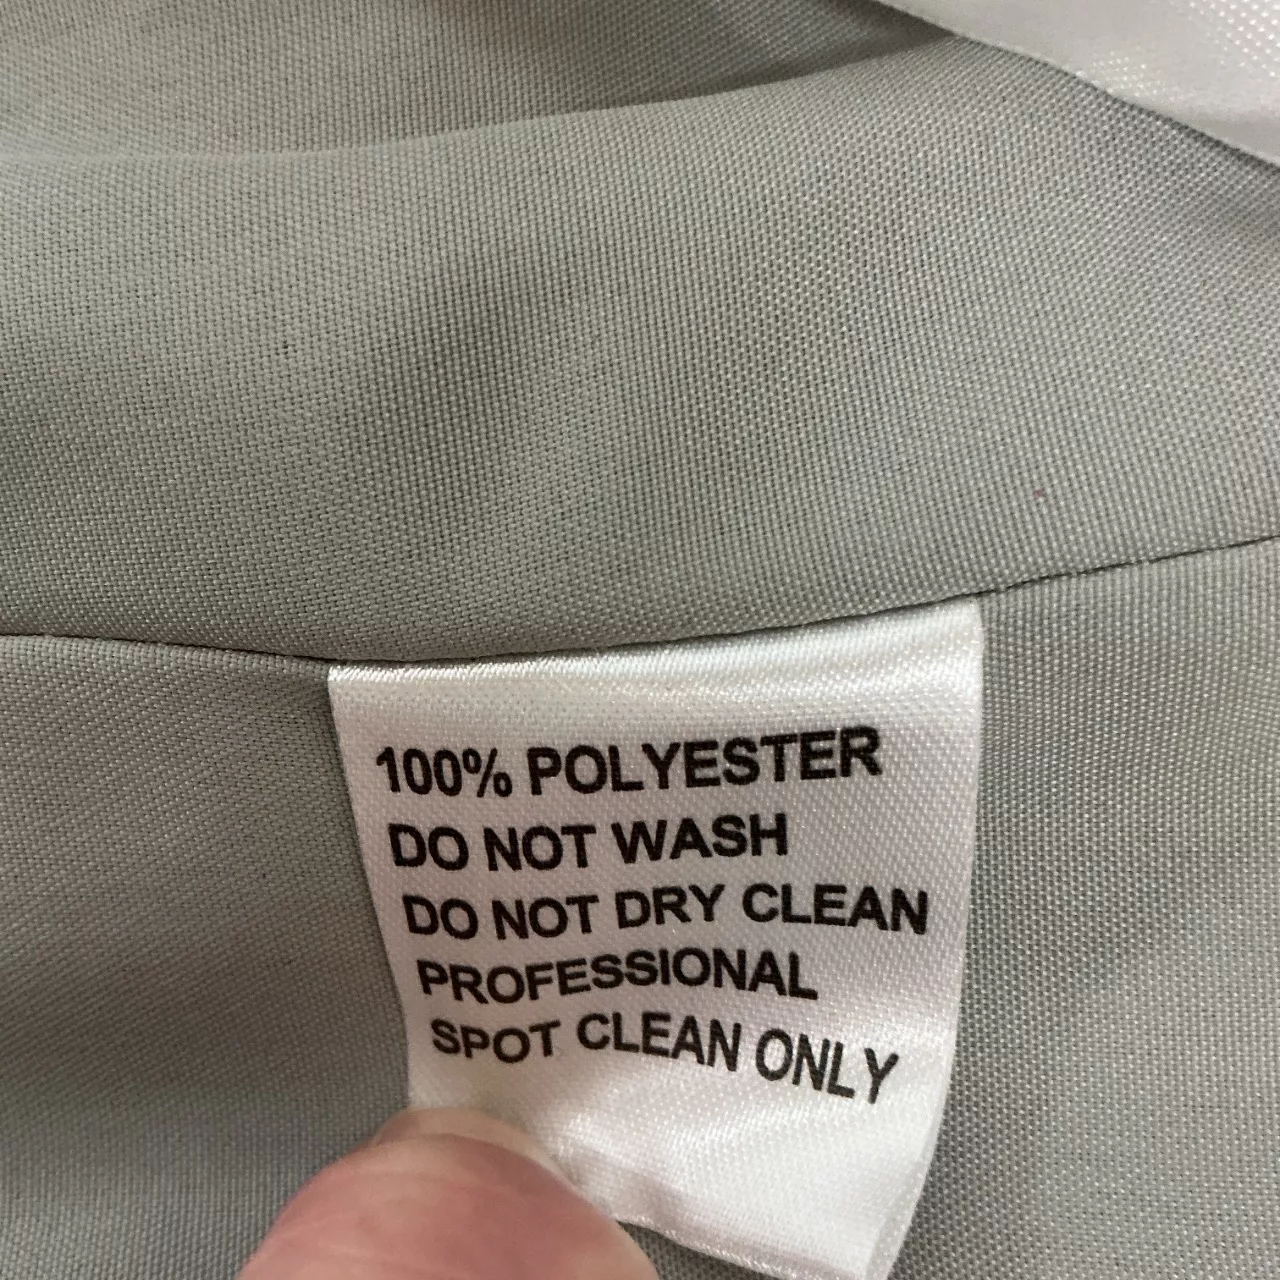 100% POLYESTER
DO NOT WASH
DO NOT DRY CLEAN
PROFESSIONAL
SPOT CLEAN ONLY